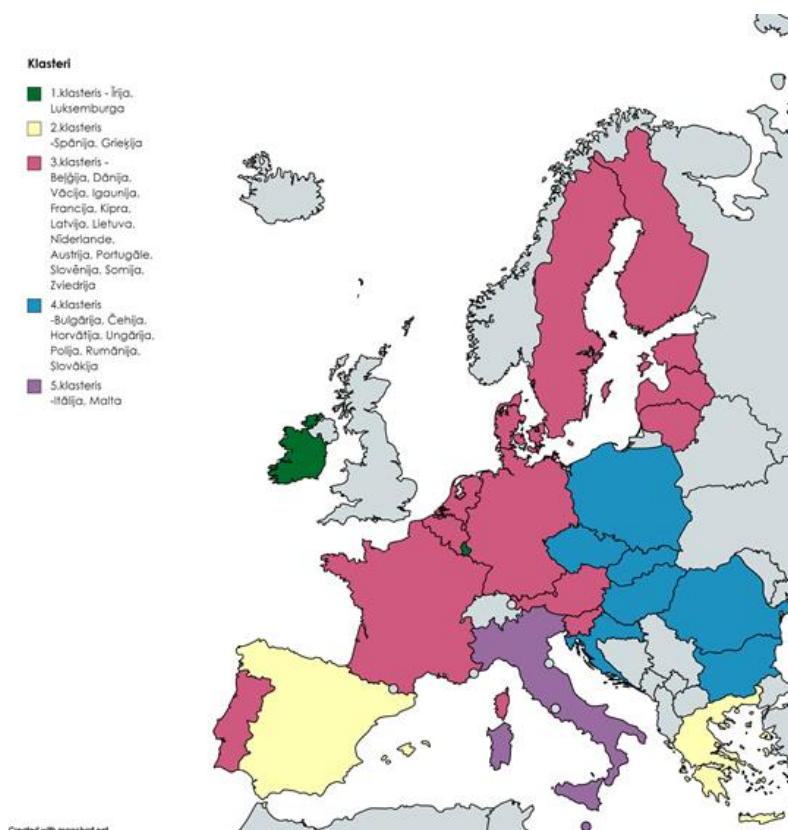 Klasteri
1.klasteris - Īrija,
Luksemburga
2.klasteris
-Spānija, Grieķija
3.klasteris -
Beļģija, Dānija,
Vācija, Igaunija,
Francija, Kipra,
Latvija, Lietuva,
Nīderlande,
Austrija, Portugāle,
Slovēnija, Somija,
Zviedrija
4.klasteris
-Bulgārija, Čehija,
Horvātija, Ungārija,
Polija, Rumānija,
Slovākija
5.klasteris
-Itālija, Malta
Created with